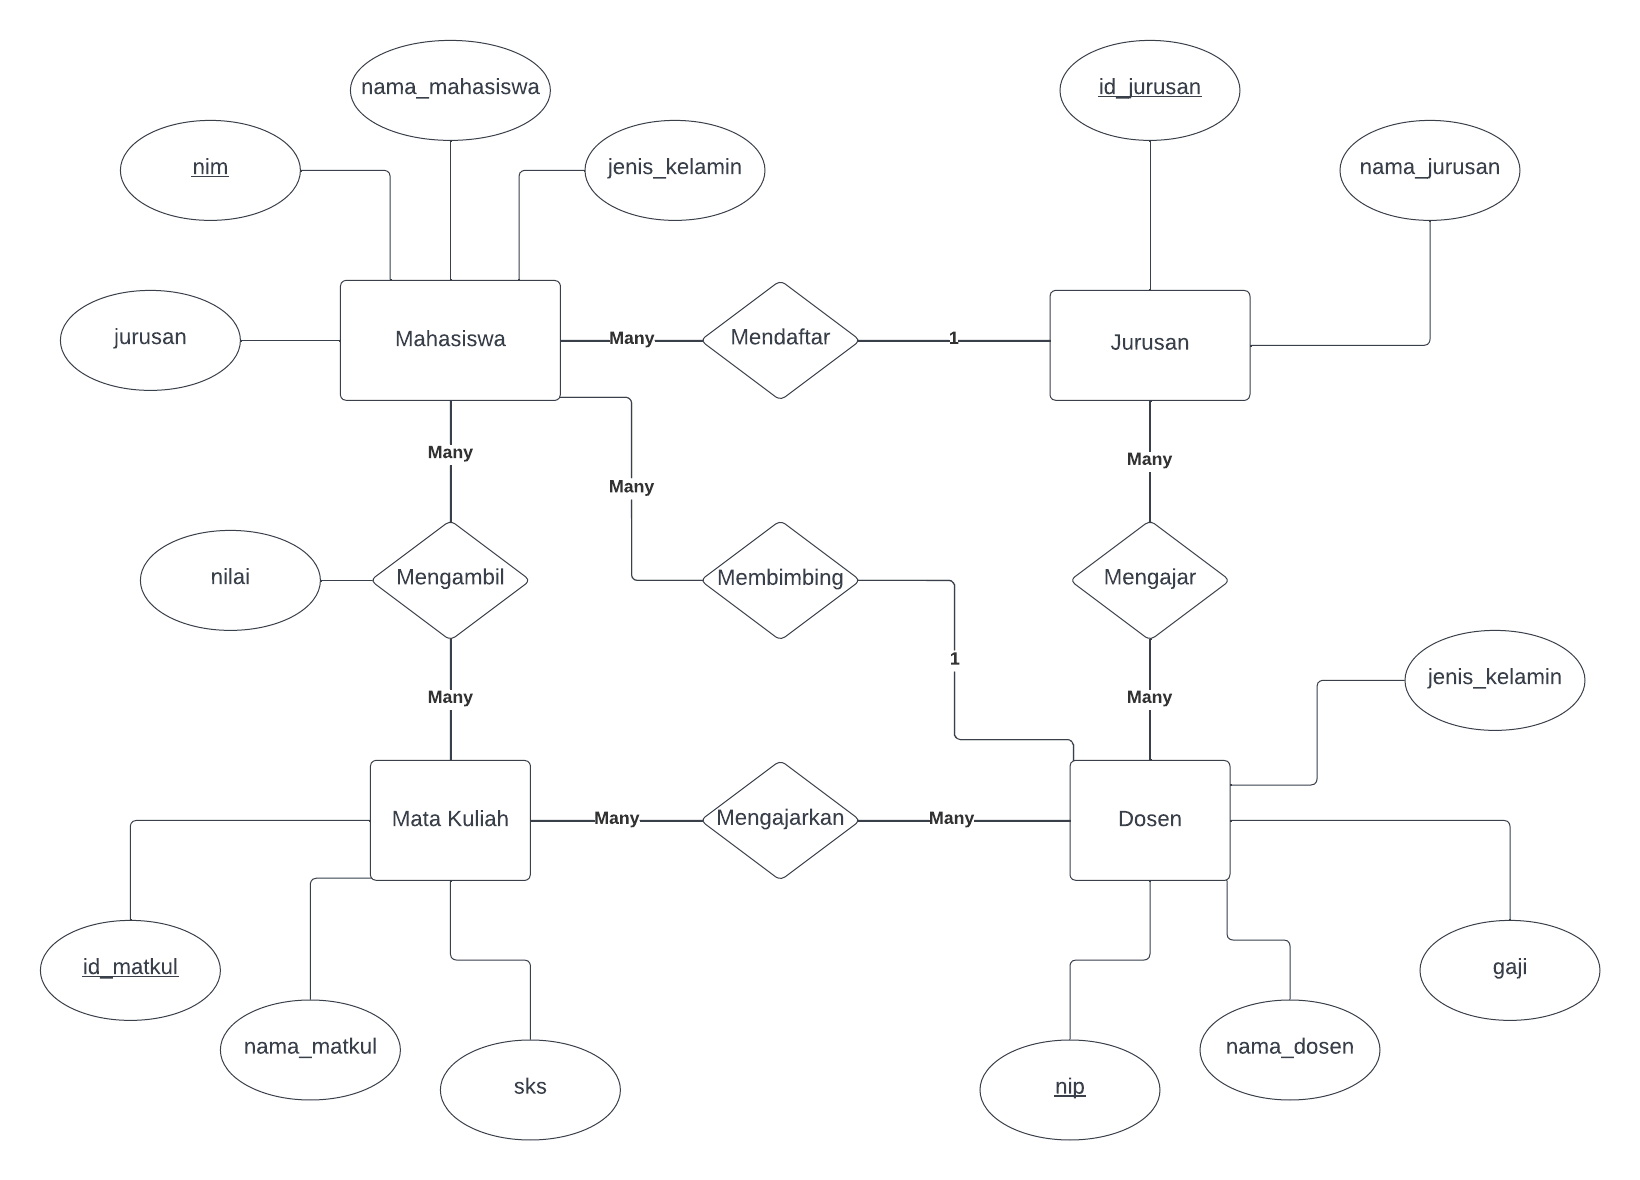 nama_mahasiswa
id_jurusan
nim
jenis_kelamin
nama_jurusan
jurusan
Mahasiswa
Many
Mendaftar
1
Jurusan
Many
Many
Many
nilai
Mengambil
Membimbing
Mengajar
1
Many
Many
jenis_kelamin
Mata Kuliah
Many
Mengajarkan
Many
Dosen
id_matkul
gaji
nama_matkul
nama_dosen
sks
nip